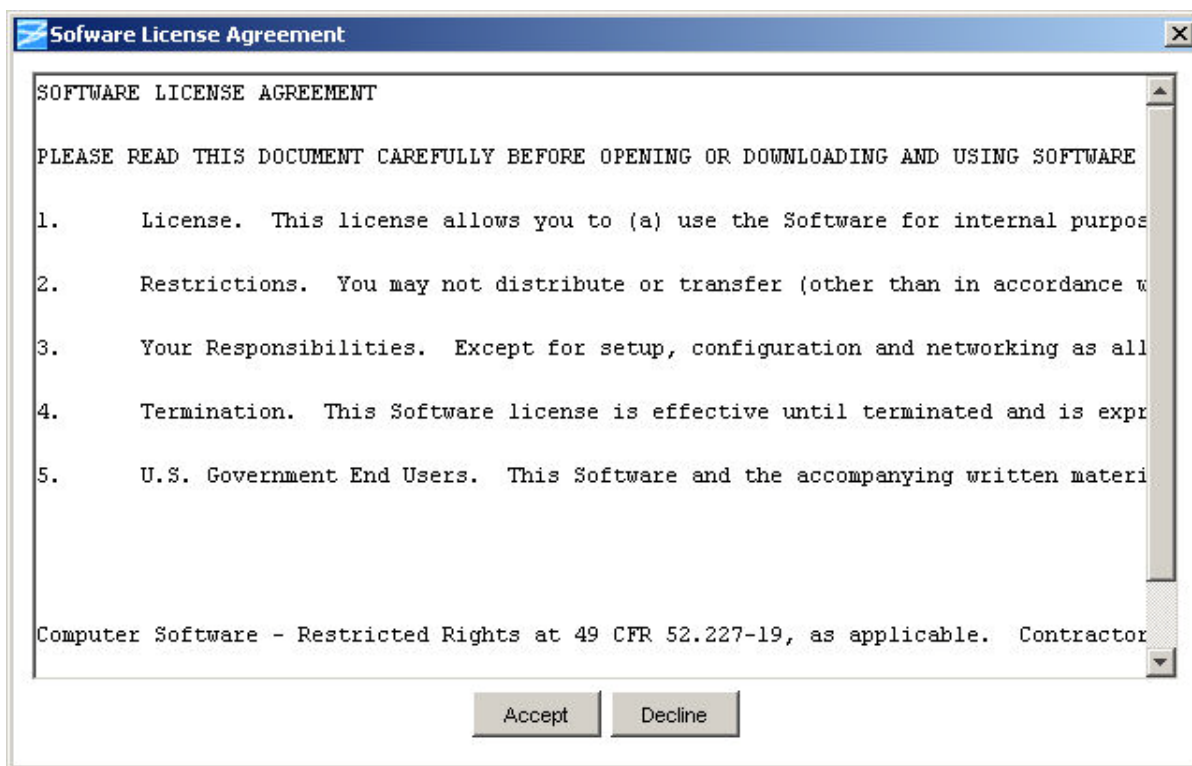 Sofware License Agreement
SOFTWARE LICENSE AGREEMENT
PLEASE READ THIS DOCUMENT CAREFULLY BEFORE OPENING OR DOWNLOADING AND USING SOFTWARE
1. License. This license allows you to (a) use the Software for internal purpos
2. Restrictions. You may not distribute or transfer (other than in accordance w
3. Your Responsibilities. Except for setup, configuration and networking as all
4. Termination. This Software license is effective until terminated and is expr
5. U.S. Government End Users. This Software and the accompanying written materi
Computer Software - Restricted Rights at 49 CFR 52.227-19, as applicable. Contractor
Accept Decline